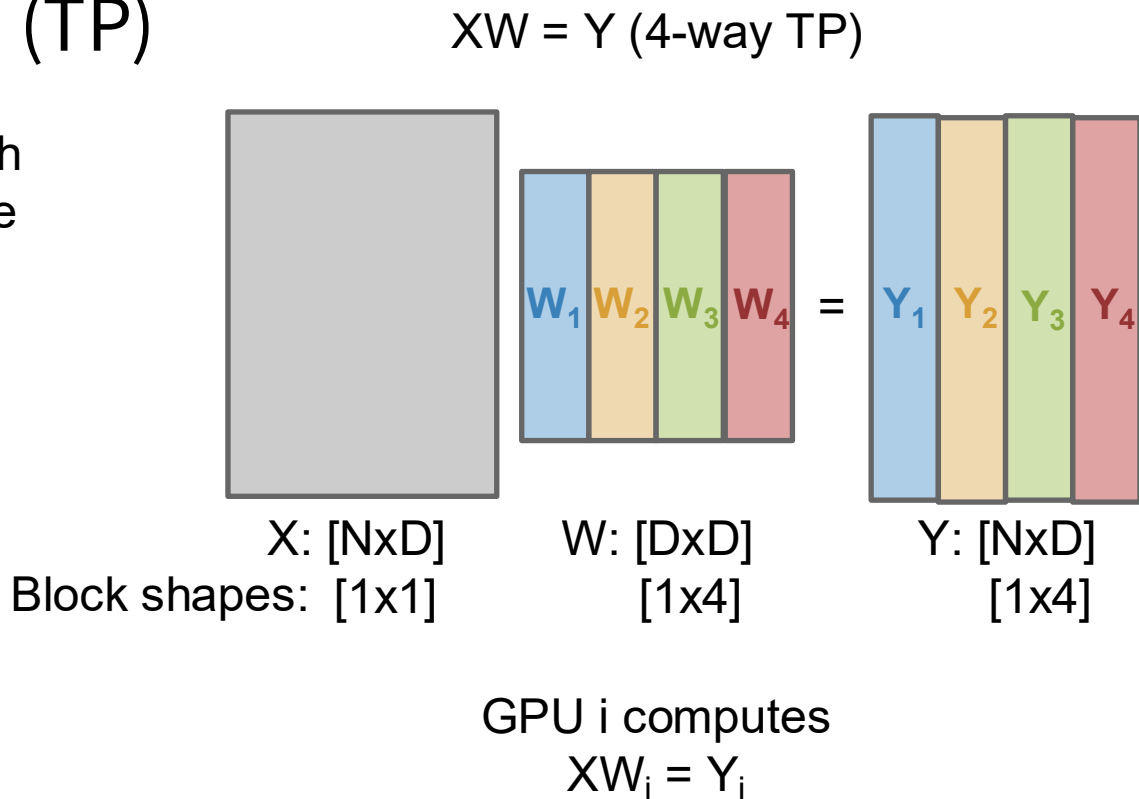 (TP)
XW = Y (4-way TP)
W₁ W₂ W₃ W₄ = Y₁ Y₂ Y₃ Y₄
X: [NxD] W: [DxD] Y: [NxD]
Block shapes: [1x1] [1x4] [1x4]
GPU i computes
XWᵢ = Yᵢ